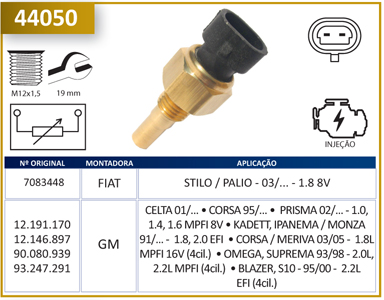 44050
M12x1,5
19 mm
INJEÇÃO
Nº ORIGINAL MONTADORA APLICAÇÃO
7083448 FIAT STILO / PALIO - 03/... - 1.8 8V
12.191.170
12.146.897
90.080.939
93.247.291
GM
CELTA 01/... • CORSA 95/... • PRISMA 02/... - 1.0,
1.4, 1.6 MPFI 8V • KADETT, IPANEMA / MONZA
91/... - 1.8, 2.0 EFI • CORSA / MERIVA 03/05 - 1.8L
MPFI 16V (4cil.) • OMEGA, SUPREMA 93/98 - 2.0L,
2.2L MPFI (4cil.) • BLAZER, S10 - 95/00 - 2.2L
EFI (4cil.)